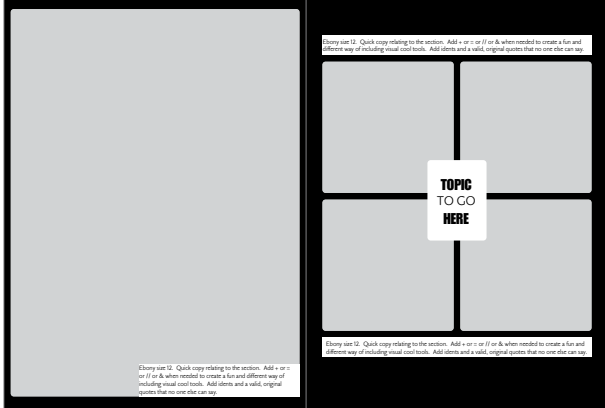 Ebony size 12.  Quick copy relating to the section.  Add + or =
or // or & when needed to create a fun and different way of
including visual cool tools.  Add idents and a valid, original
quotes that no one else can say.
Ebony size 12.  Quick copy relating to the section.  Add + or = or // or & when needed to create a fun and
different way of including visual cool tools.  Add idents and a valid, original quotes that no one else can say.
TOPIC
TO GO
HERE
Ebony size 12.  Quick copy relating to the section.  Add + or = or // or & when needed to create a fun and
different way of including visual cool tools.  Add idents and a valid, original quotes that no one else can say.